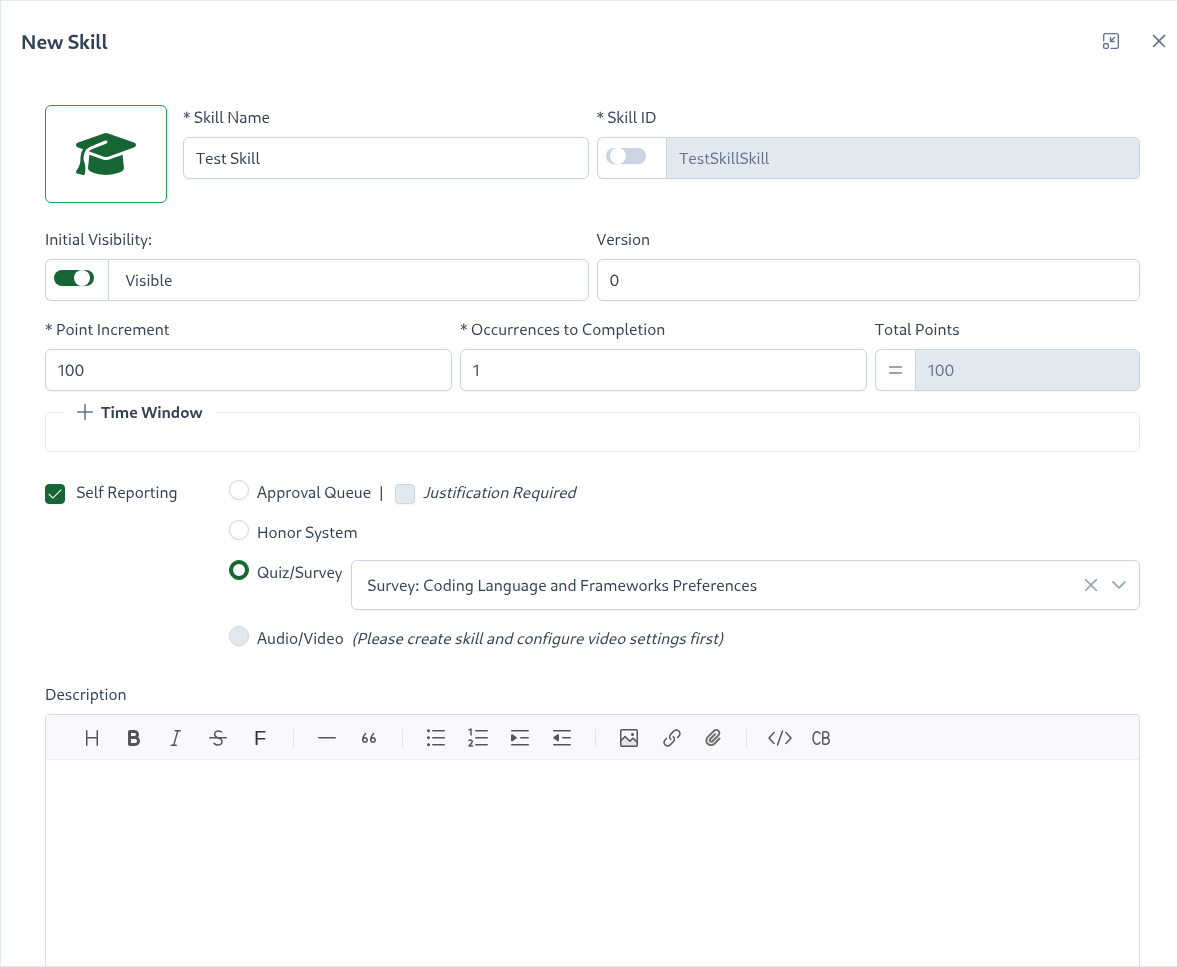 New Skill
* Skill Name
* Skill ID
Test Skill
TestSkillSkill
Initial Visibility:
Version
Visible
0
* Point Increment
* Occurrences to Completion
Total Points
100
1
= 100
+ Time Window
Self Reporting
Approval Queue | Justification Required
Honor System
Quiz/Survey Survey: Coding Language and Frameworks Preferences
Audio/Video (Please create skill and configure video settings first)
Description
H B I S F — 66 </> CB